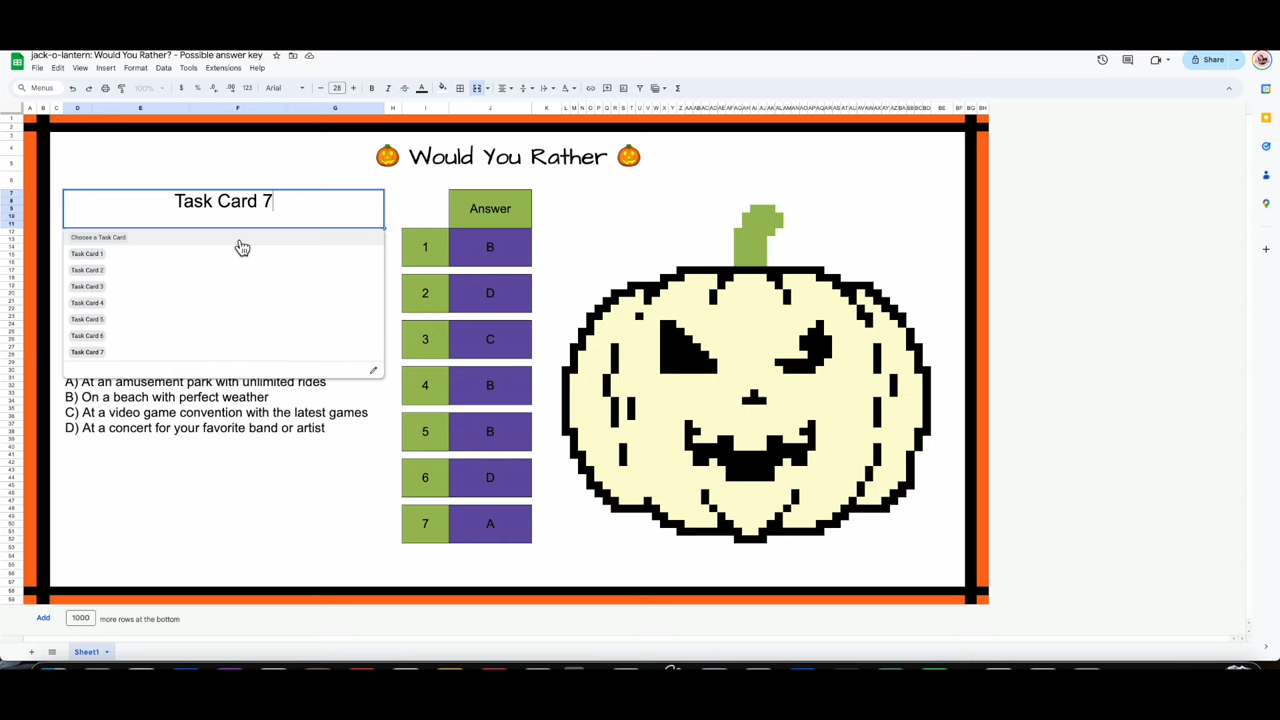 jack-o-lantern: Would You Rather? - Possible answer key
File Edit View Insert Format Data Tools Extensions Help
Share
Menus 100% $ % .0 .00 123 Arial 28 B I A
A B C D E F G H I J K
🎃 Would You Rather 🎃
Task Card 7
Choose a Task Card
Task Card 1
Task Card 2
Task Card 3
Task Card 4
Task Card 5
Task Card 6
Task Card 7
A) At an amusement park with unlimited rides
B) On a beach with perfect weather
C) At a video game convention with the latest games
D) At a concert for your favorite band or artist
Answer
1 B
2 D
3 C
4 B
5 B
6 D
7 A
Add 1000 more rows at the bottom
Sheet1